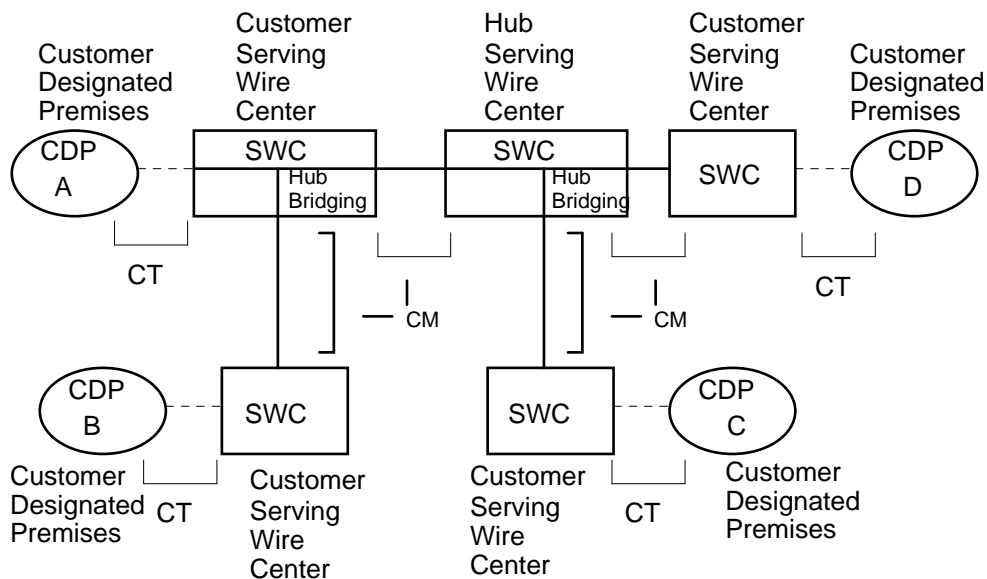 Customer
Designated
Premises
Customer
Serving
Wire
Center
Hub
Serving
Wire
Center
Customer
Serving
Wire
Center
Customer
Designated
Premises
CDP
A
SWC
Hub
Bridging
SWC
Hub
Bridging
SWC
CDP
D
CT
CM
CM
CT
CDP
B
SWC
SWC
CDP
C
Customer
Designated
Premises
CT
Customer
Serving
Wire
Center
Customer
Serving
Wire
Center
CT
Customer
Designated
Premises